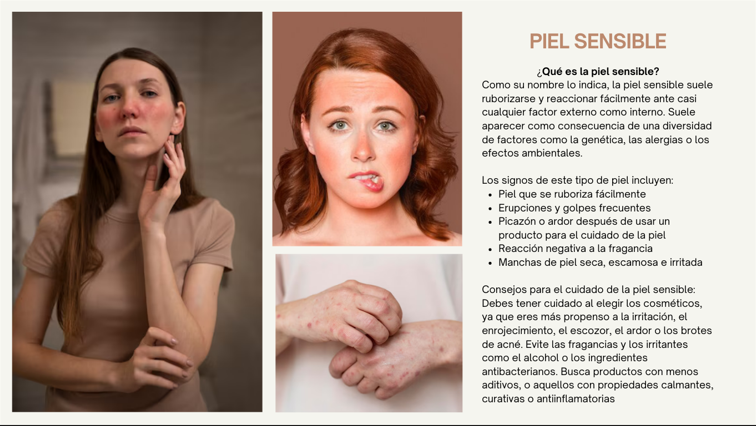 PIEL SENSIBLE
¿Qué es la piel sensible?
Como su nombre lo indica, la piel sensible suele
ruborizarse y reaccionar fácilmente ante casi
cualquier factor externo como interno. Suele
aparecer como consecuencia de una diversidad
de factores como la genética, las alergias o los
efectos ambientales.
Los signos de este tipo de piel incluyen:
• Piel que se ruboriza fácilmente
• Erupciones y golpes frecuentes
• Picazón o ardor después de usar un
producto para el cuidado de la piel
• Reacción negativa a la fragancia
• Manchas de piel seca, escamosa e irritada
Consejos para el cuidado de la piel sensible:
Debes tener cuidado al elegir los cosméticos,
ya que eres más propenso a la irritación, el
enrojecimiento, el escozor, el ardor o los brotes
de acné. Evite las fragancias y los irritantes
como el alcohol o los ingredientes
antibacterianos. Busca productos con menos
aditivos, o aquellos con propiedades calmantes,
curativas o antiinflamatorias